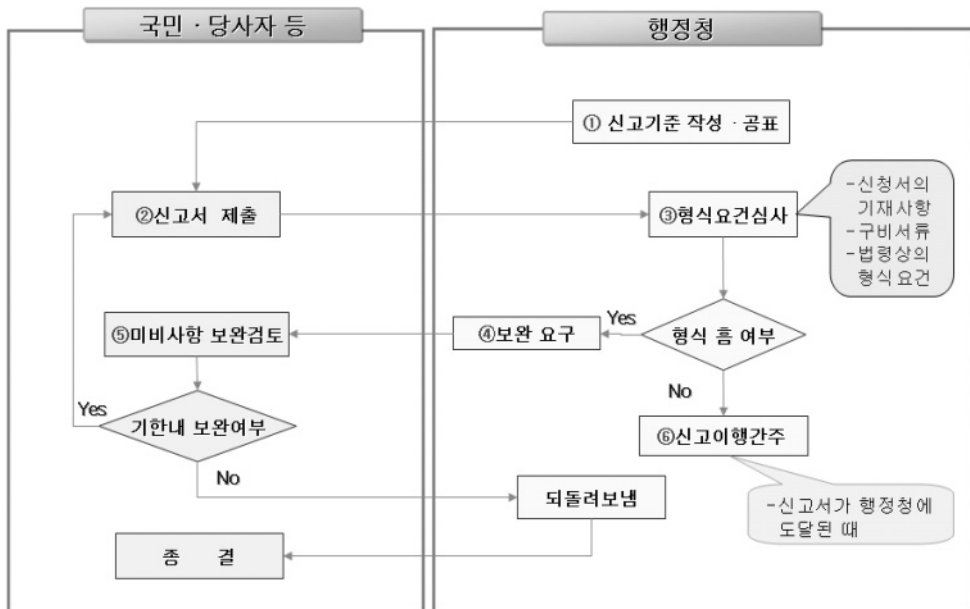 국민 · 당사자 등
행정청
① 신고기준 작성 · 공표
②신고서 제출
③형식요건심사
-신청서의
기재사항
-구비서류
-법령상의
형식요건
⑤미비사항 보완검토
④보완 요구
Yes
형식 흠 여부
No
Yes
기한내 보완여부
⑥신고이행간주
No
되돌려보냄
-신고서가 행정청에
도달된 때
종 결